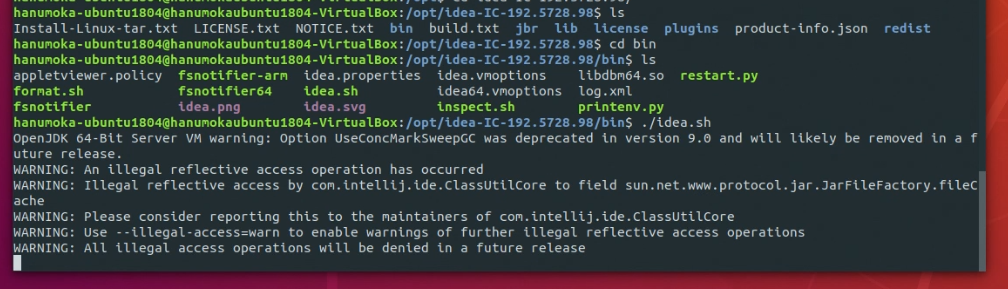 hanumoka-ubuntu1804@hanumokaubuntu1804-VirtualBox:/opt/idea-IC-192.5728.98$ ls
Install-Linux-tar.txt LICENSE.txt NOTICE.txt bin build.txt jbr lib license plugins product-info.json redist
hanumoka-ubuntu1804@hanumokaubuntu1804-VirtualBox:/opt/idea-IC-192.5728.98$ cd bin
hanumoka-ubuntu1804@hanumokaubuntu1804-VirtualBox:/opt/idea-IC-192.5728.98/bin$ ls
appletviewer.policy fsnotifier-arm idea.properties idea.vmoptions libdbm64.so restart.py
format.sh fsnotifier64 idea.sh idea64.vmoptions log.xml
fsnotifier idea.png idea.svg inspect.sh printenv.py
hanumoka-ubuntu1804@hanumokaubuntu1804-VirtualBox:/opt/idea-IC-192.5728.98/bin$ ./idea.sh
OpenJDK 64-Bit Server VM warning: Option UseConcMarkSweepGC was deprecated in version 9.0 and will likely be removed in a f
uture release.
WARNING: An illegal reflective access operation has occurred
WARNING: Illegal reflective access by com.intellij.ide.ClassUtilCore to field sun.net.www.protocol.jar.JarFileFactory.fileC
ache
WARNING: Please consider reporting this to the maintainers of com.intellij.ide.ClassUtilCore
WARNING: Use --illegal-access=warn to enable warnings of further illegal reflective access operations
WARNING: All illegal access operations will be denied in a future release